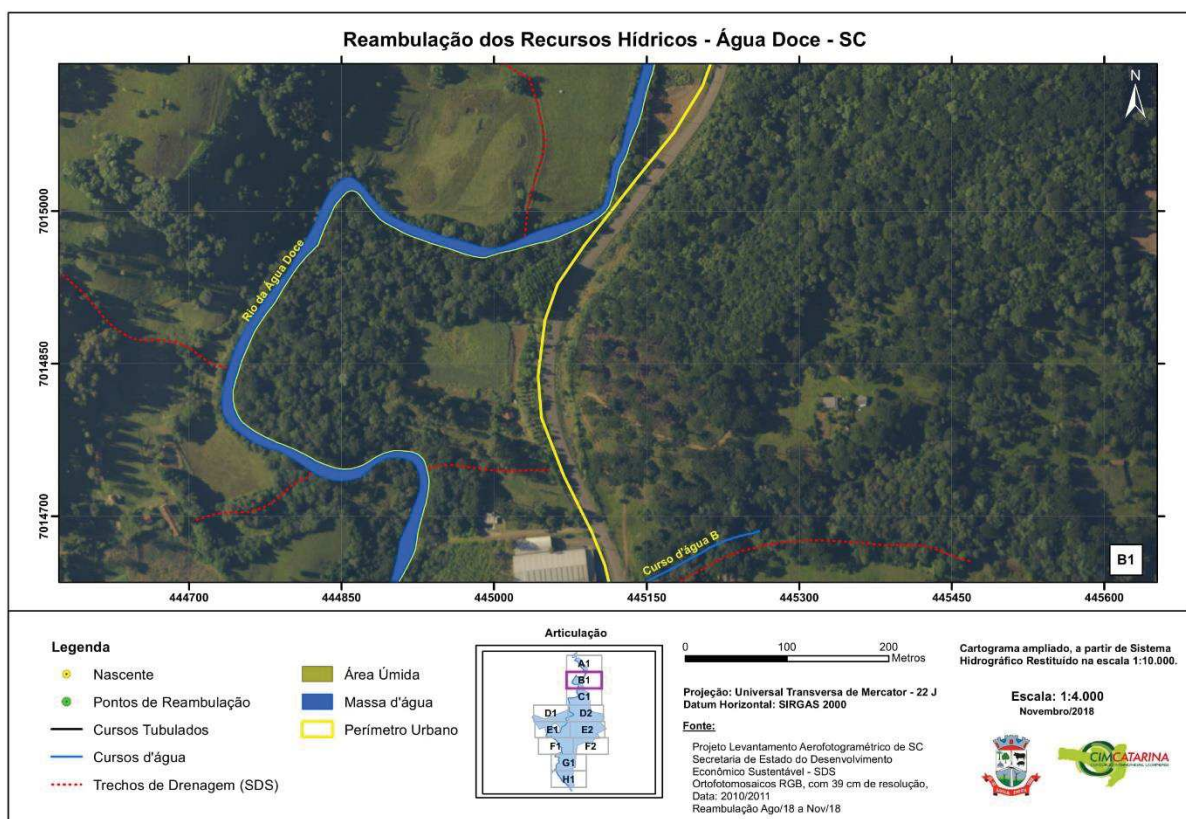 Reambulação dos Recursos Hídricos - Água Doce - SC
N
7015000
7014850
7014700
Rio da Água Doce
Curso d'água B
B1
444700
444850
445000
445150
445300
445450
445600
Legenda
Nascente
Pontos de Reambulação
Cursos Tubulados
Cursos d'água
Trechos de Drenagem (SDS)
Área Úmida
Massa d'água
Perímetro Urbano
Articulação
A1
B1
C1
D1 D2
E1 E2
F1 F2
G1
H1
0 100 200
Metros
Projeção: Universal Transversa de Mercator - 22 J
Datum Horizontal: SIRGAS 2000
Fonte:
Projeto Levantamento Aerofotogramétrico de SC
Secretaria de Estado do Desenvolvimento
Econômico Sustentável - SDS
Ortofotomosaicos RGB, com 39 cm de resolução,
Data: 2010/2011
Reambulação Ago/18 a Nov/18
Cartograma ampliado, a partir de Sistema
Hidrográfico Restituído na escala 1:10.000.
Escala: 1:4.000
Novembro/2018
CIMCATARINA